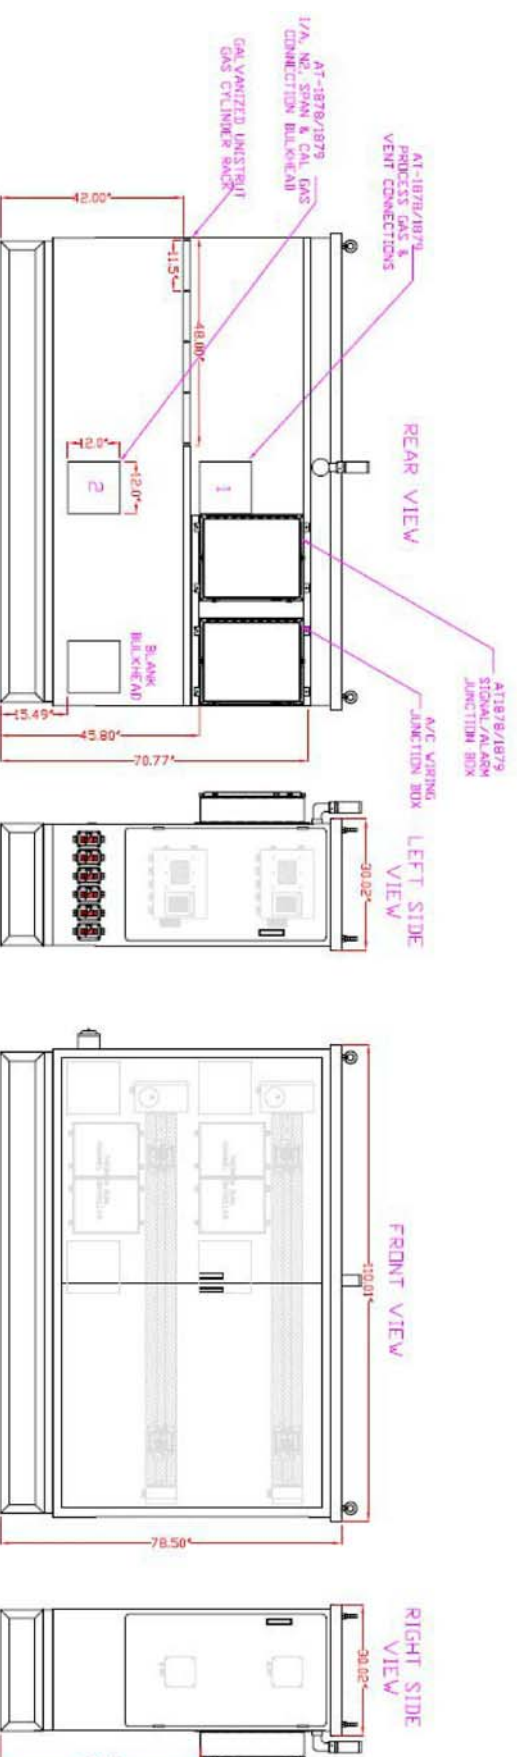 REAR VIEW
AT-1878/1879
PROCESS GAS &
VENT CONNECTIONS
AT-1878/1879
I/A, N2, SPAN & CAL GAS
CONNECTION BULKHEAD
GALVANIZED UNISTRUT
GAS CYLINDER RACK
AT1878/1879
SIGNAL/ALARM
JUNCTION BOX
A/C WIRING
JUNCTION BOX
42.00"
11.5"
48.00"
1
12.0"
12.0"
2
BLANK
BULKHEAD
15.49"
45.80"
70.77"
LEFT SIDE
VIEW
30.02"
FRONT VIEW
110.01"
78.50"
RIGHT SIDE
VIEW
30.02"